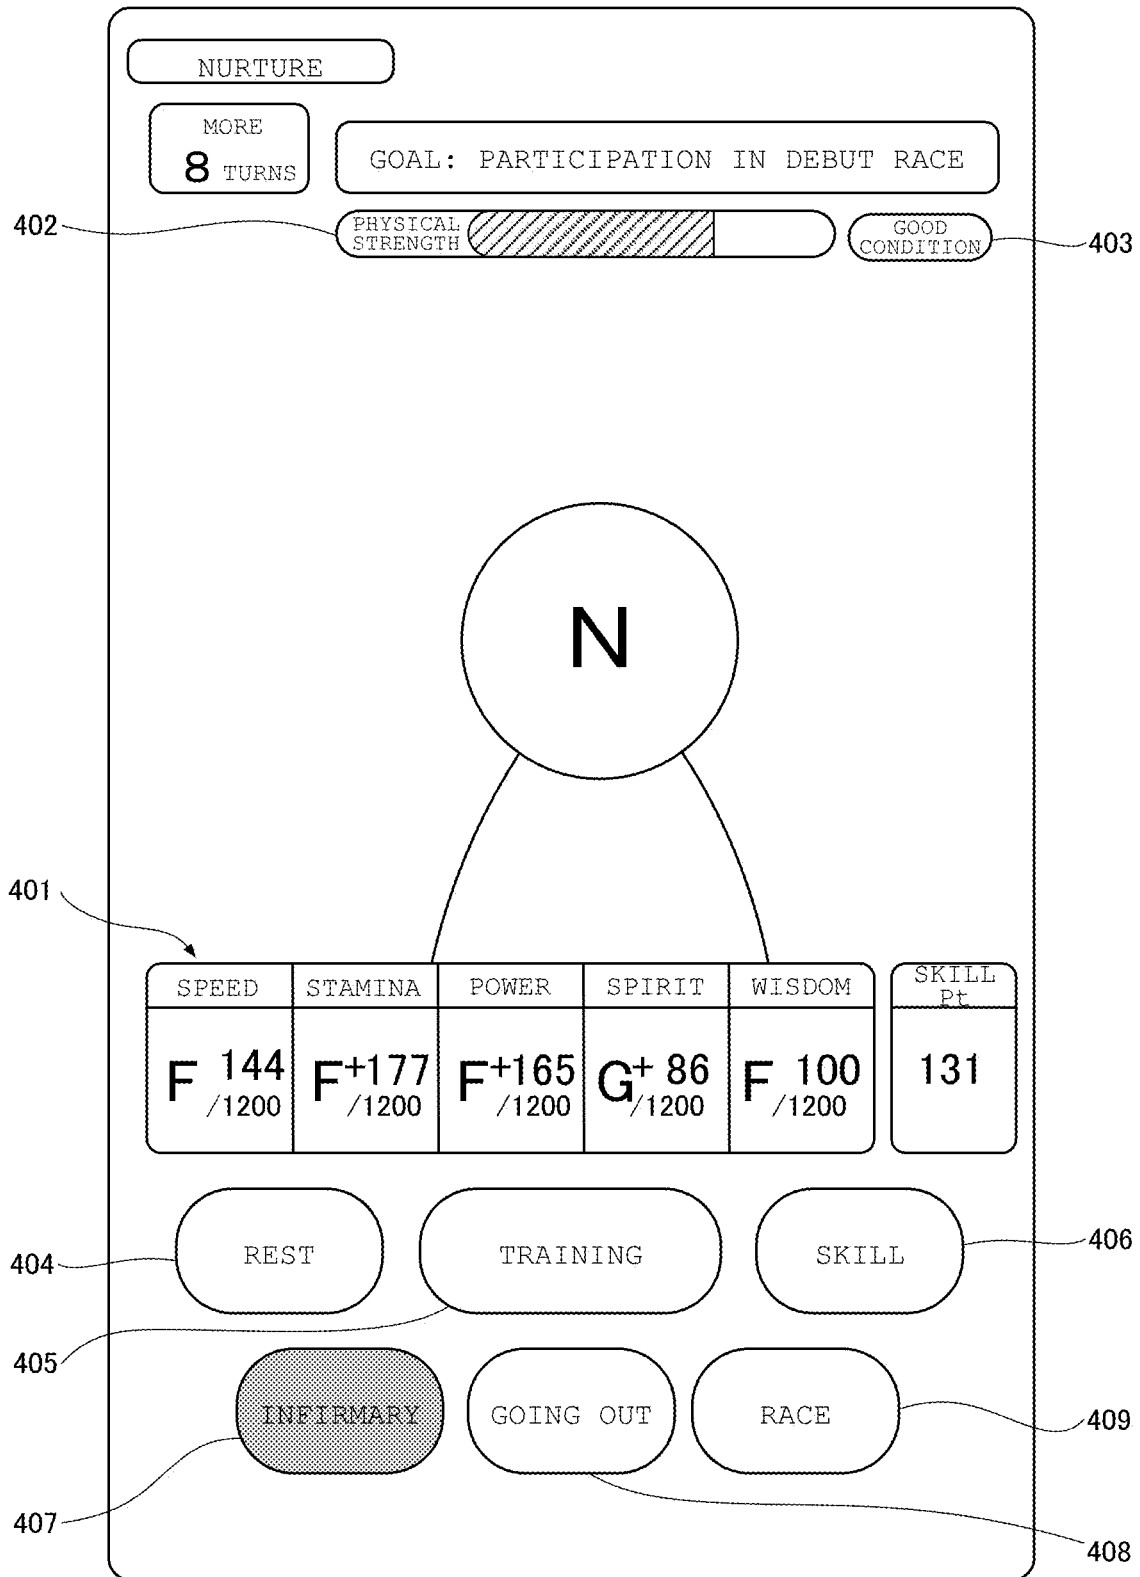 NURTURE
MORE
8 TURNS
GOAL: PARTICIPATION IN DEBUT RACE
402
PHYSICAL
STRENGTH
GOOD
CONDITION
403
N
401
SPEED STAMINA POWER SPIRIT WISDOM SKILL
Pt
F 144 F+177 F+165 G+ 86 F 100 131
/1200 /1200 /1200 /1200 /1200
REST TRAINING SKILL
404
406
405
INFIRMARY GOING OUT RACE
409
407
408